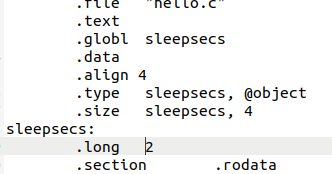 .file "hello.c"
.text
.globl sleepsecs
.data
.align 4
.type sleepsecs, @object
.size sleepsecs, 4
sleepsecs:
.long 2
.section .rodata